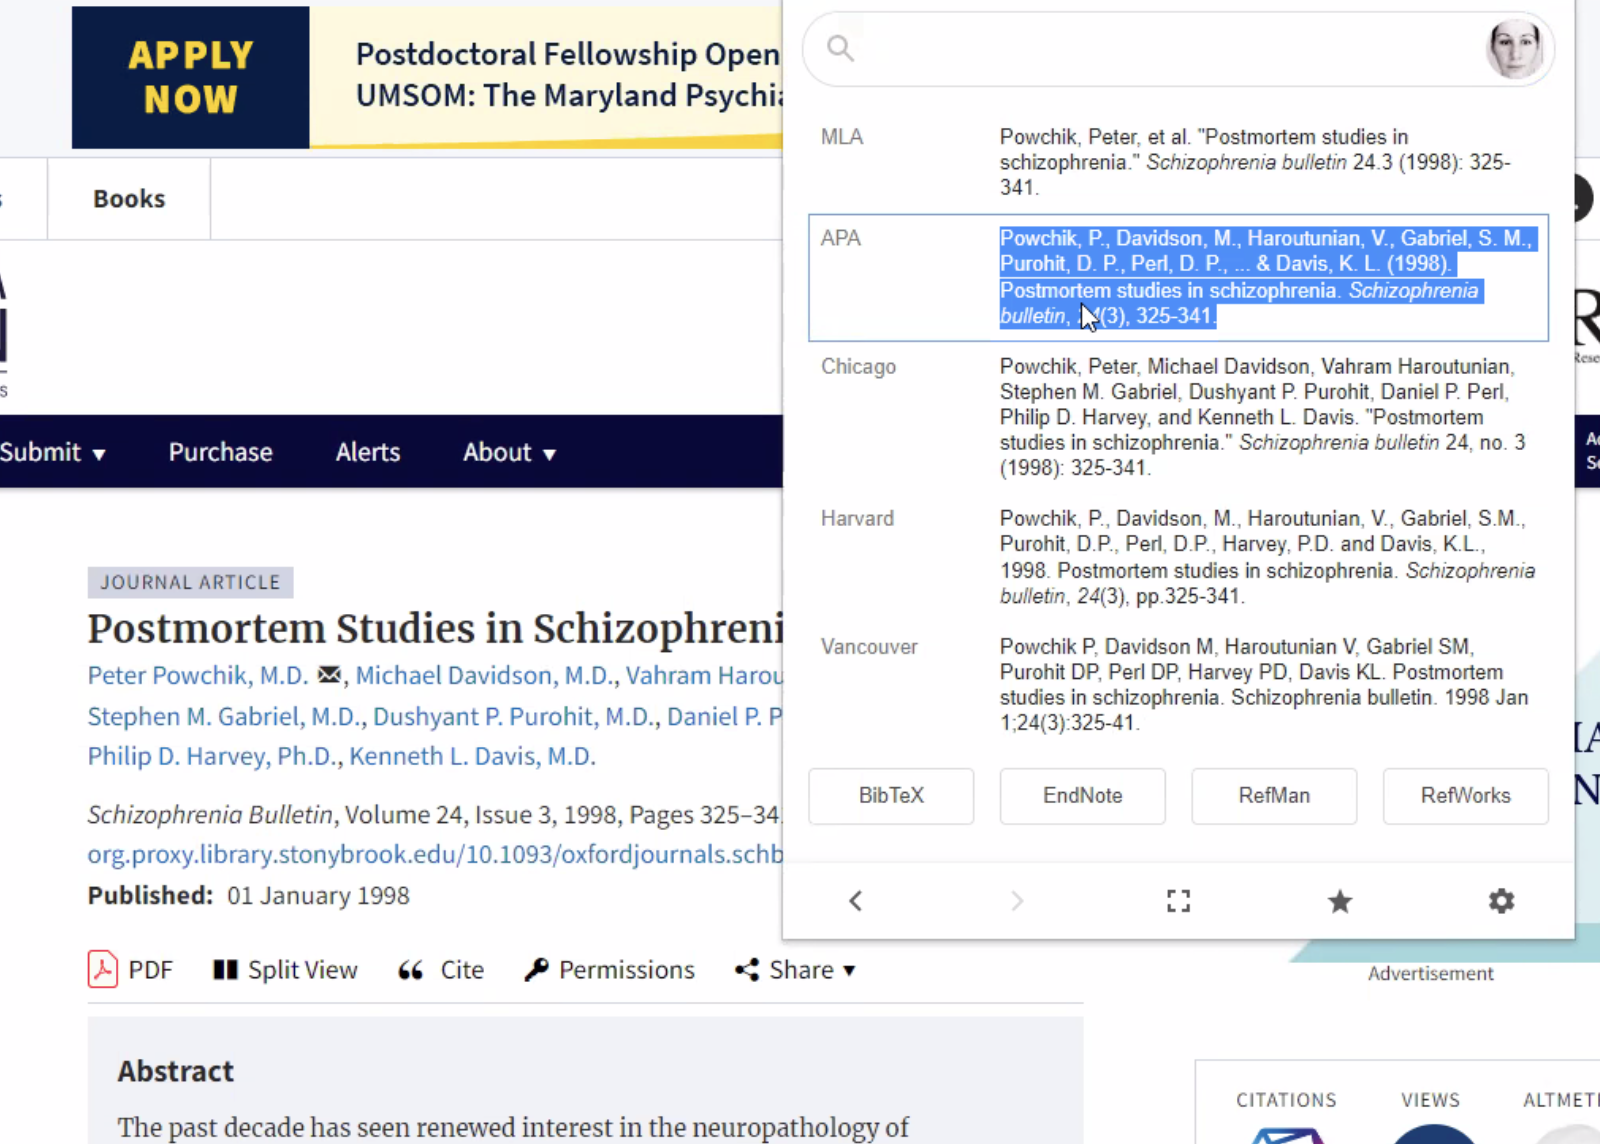 APPLY
NOW
Postdoctoral Fellowship Open
UMSOM: The Maryland Psychi
Books
Submit ▼
Purchase
Alerts
About ▼
JOURNAL ARTICLE
Postmortem Studies in Schizophreni
Peter Powchik, M.D. , Michael Davidson, M.D., Vahram Harou
Stephen M. Gabriel, M.D., Dushyant P. Purohit, M.D., Daniel P. P
Philip D. Harvey, Ph.D., Kenneth L. Davis, M.D.
Schizophrenia Bulletin, Volume 24, Issue 3, 1998, Pages 325–34
org.proxy.library.stonybrook.edu/10.1093/oxfordjournals.schb
Published: 01 January 1998
PDF
Split View
Cite
Permissions
Share ▼
Abstract
The past decade has seen renewed interest in the neuropathology of
MLA
Powchik, Peter, et al. "Postmortem studies in
schizophrenia." Schizophrenia bulletin 24.3 (1998): 325-
341.
APA
Powchik, P., Davidson, M., Haroutunian, V., Gabriel, S. M.,
Purohit, D. P., Perl, D. P., ... & Davis, K. L. (1998).
Postmortem studies in schizophrenia. Schizophrenia
bulletin, (3), 325-341.
Chicago
Powchik, Peter, Michael Davidson, Vahram Haroutunian,
Stephen M. Gabriel, Dushyant P. Purohit, Daniel P. Perl,
Philip D. Harvey, and Kenneth L. Davis. "Postmortem
studies in schizophrenia." Schizophrenia bulletin 24, no. 3
(1998): 325-341.
Harvard
Powchik, P., Davidson, M., Haroutunian, V., Gabriel, S.M.,
Purohit, D.P., Perl, D.P., Harvey, P.D. and Davis, K.L.,
1998. Postmortem studies in schizophrenia. Schizophrenia
bulletin, 24(3), pp.325-341.
Vancouver
Powchik P, Davidson M, Haroutunian V, Gabriel SM,
Purohit DP, Perl DP, Harvey PD, Davis KL. Postmortem
studies in schizophrenia. Schizophrenia bulletin. 1998 Jan
1;24(3):325-41.
BibTeX
EndNote
RefMan
RefWorks
Advertisement
CITATIONS
VIEWS
ALTMET